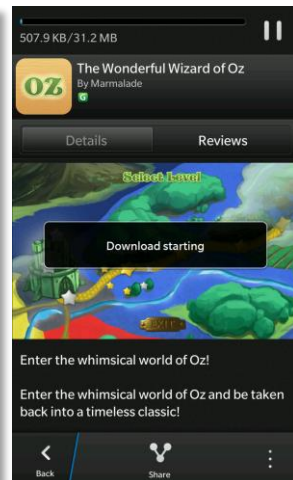 507.9 KB/31.2 MB
OZ
The Wonderful Wizard of Oz
By Marmalade
G
Details
Reviews
Select Level
Download starting
EXIT
Enter the whimsical world of Oz!
Enter the whimsical world of Oz and be taken
back into a timeless classic!
Back
Share